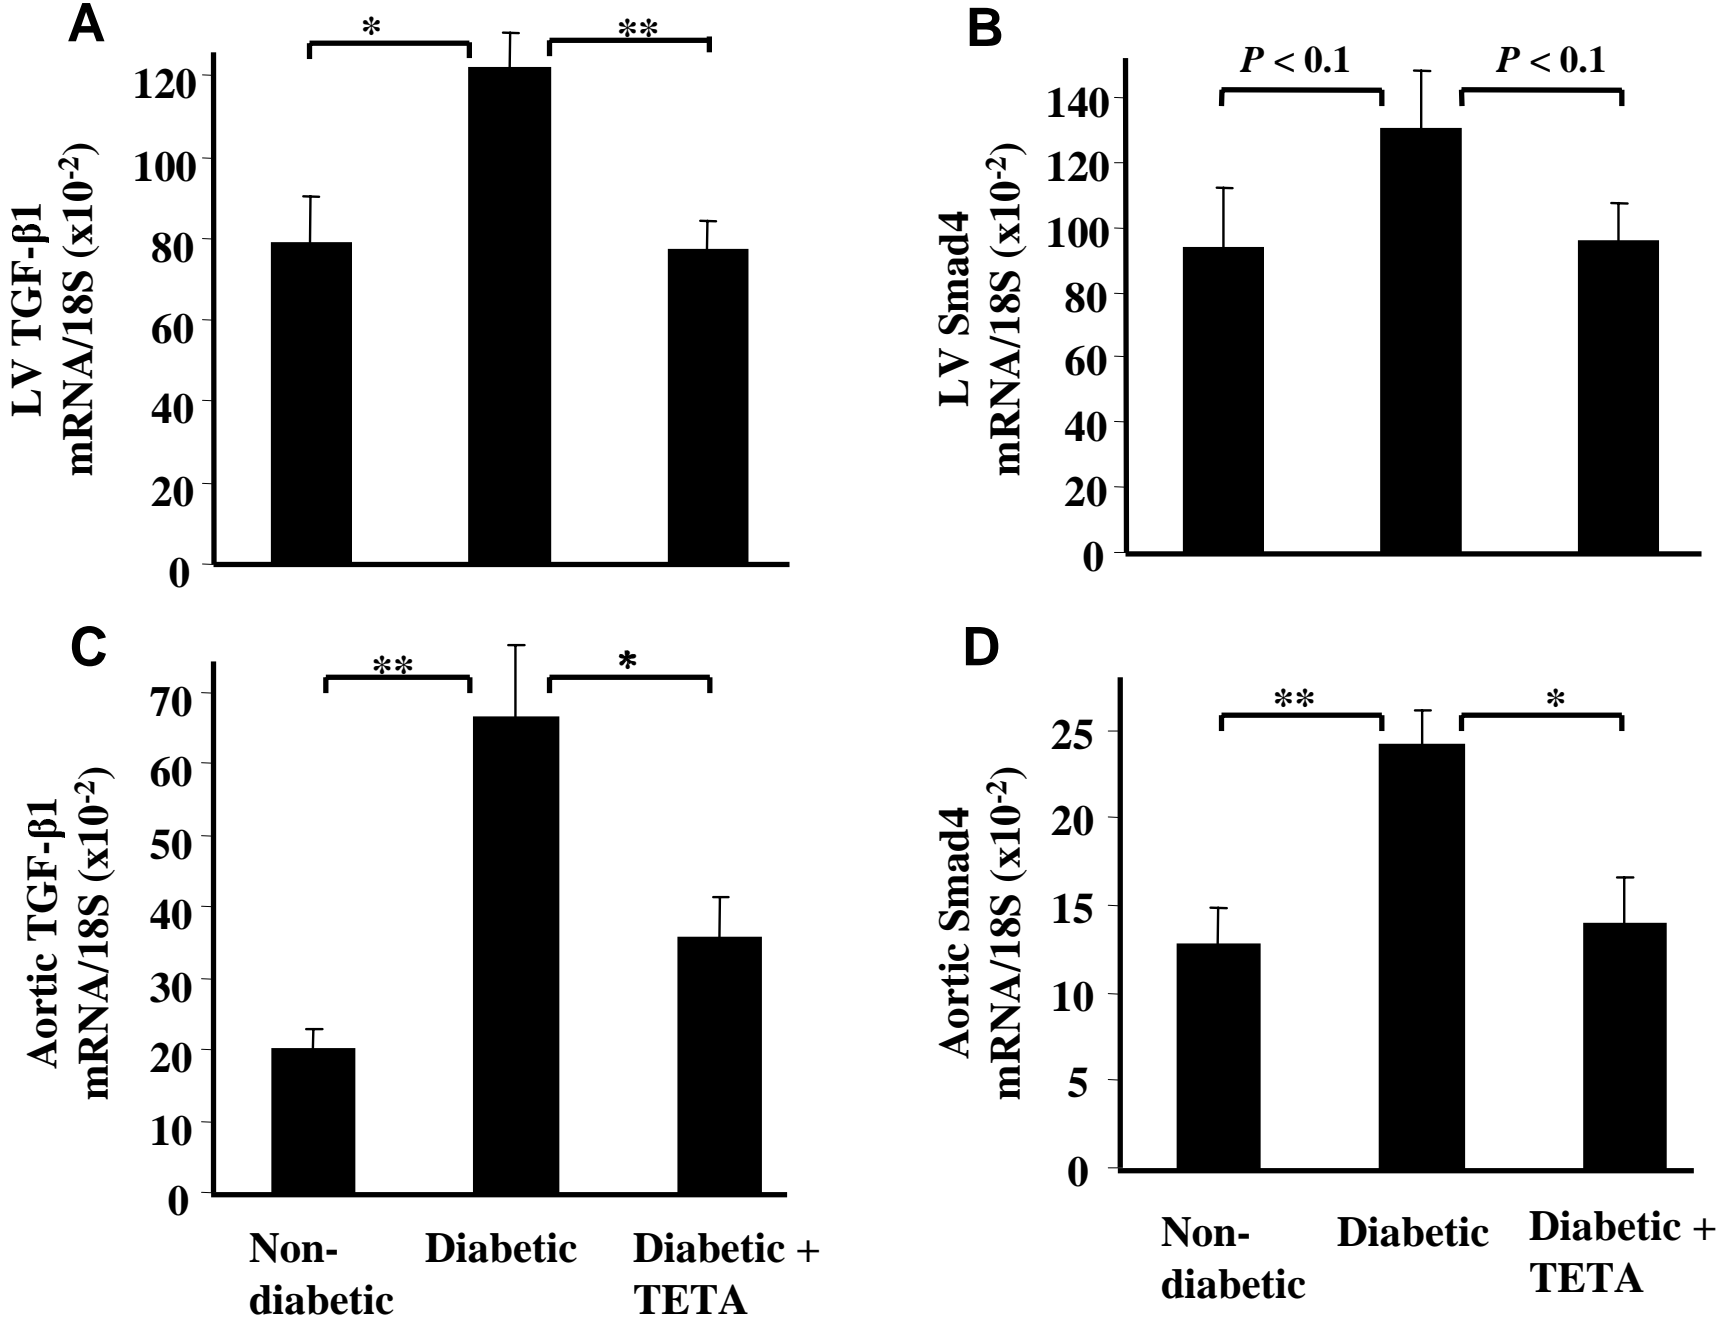 A
*
**
120
100
80
60
40
20
0
LV TGF-β1
mRNA/18S (x10-2)
B
P < 0.1
P < 0.1
140
120
100
80
60
40
20
0
LV Smad4
mRNA/18S (x10-2)
C
**
*
70
60
50
40
30
20
10
0
Aortic TGF-β1
mRNA/18S (x10-2)
Non-
diabetic
Diabetic
Diabetic +
TETA
D
**
*
25
20
15
10
5
0
Aortic Smad4
mRNA/18S (x10-2)
Non-
diabetic
Diabetic
Diabetic +
TETA